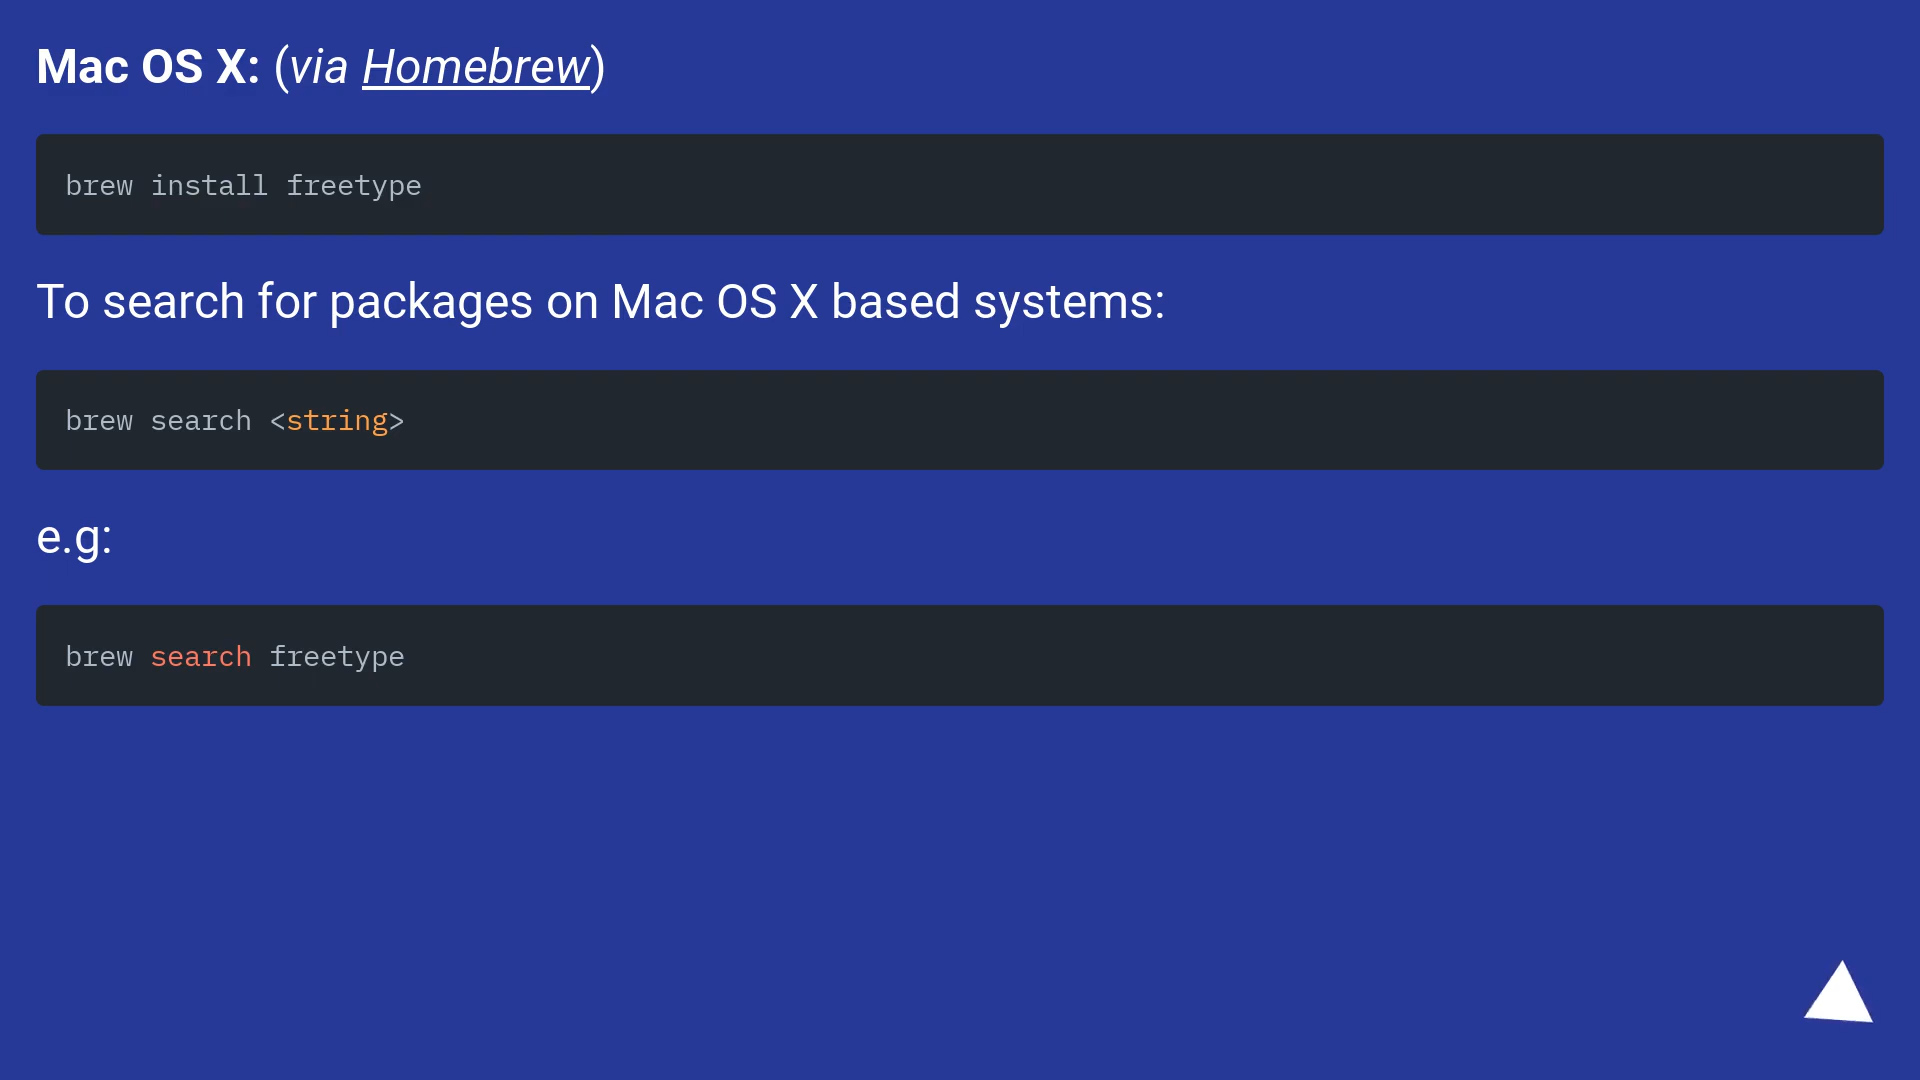 Mac OS X: (via Homebrew)
brew install freetype
To search for packages on Mac OS X based systems:
brew search <string>
e.g:
brew search freetype